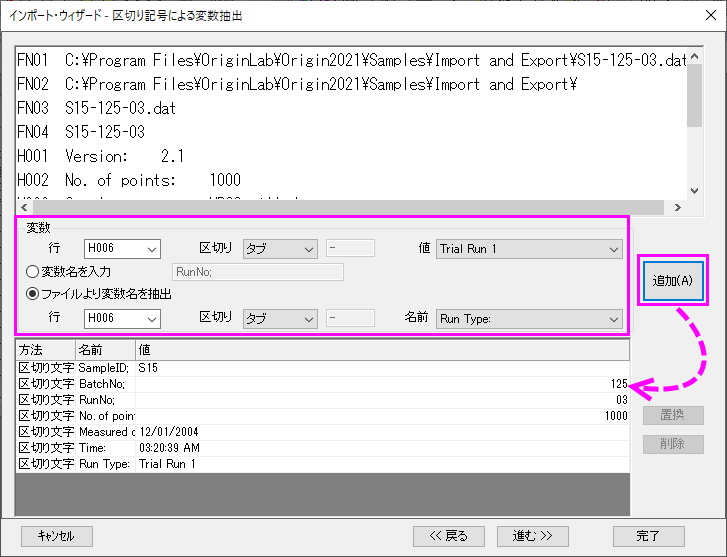 インポート・ウィザード - 区切り記号による変数抽出
FN01 C:¥Program Files¥OriginLab¥Origin2021¥Samples¥Import and Export¥S15-125-03.dat
FN02 C:¥Program Files¥OriginLab¥Origin2021¥Samples¥Import and Export¥
FN03 S15-125-03.dat
FN04 S15-125-03
H001 Version: 2.1
H002 No. of points: 1000
変数
行 H006 区切り タブ - 値 Trial Run 1
変数名を入力 RunNo;
ファイルより変数名を抽出
行 H006 区切り タブ - 名前 Run Type:
追加(A)
方法 名前 値
区切り文字 SampleID; S15
区切り文字 BatchNo; 125
区切り文字 RunNo; 03
区切り文字 No. of poin 1000
区切り文字 Measured d 12/01/2004
区切り文字 Time: 03:20:39 AM
区切り文字 Run Type: Trial Run 1
置換
削除
キャンセル << 戻る 進む >> 完了